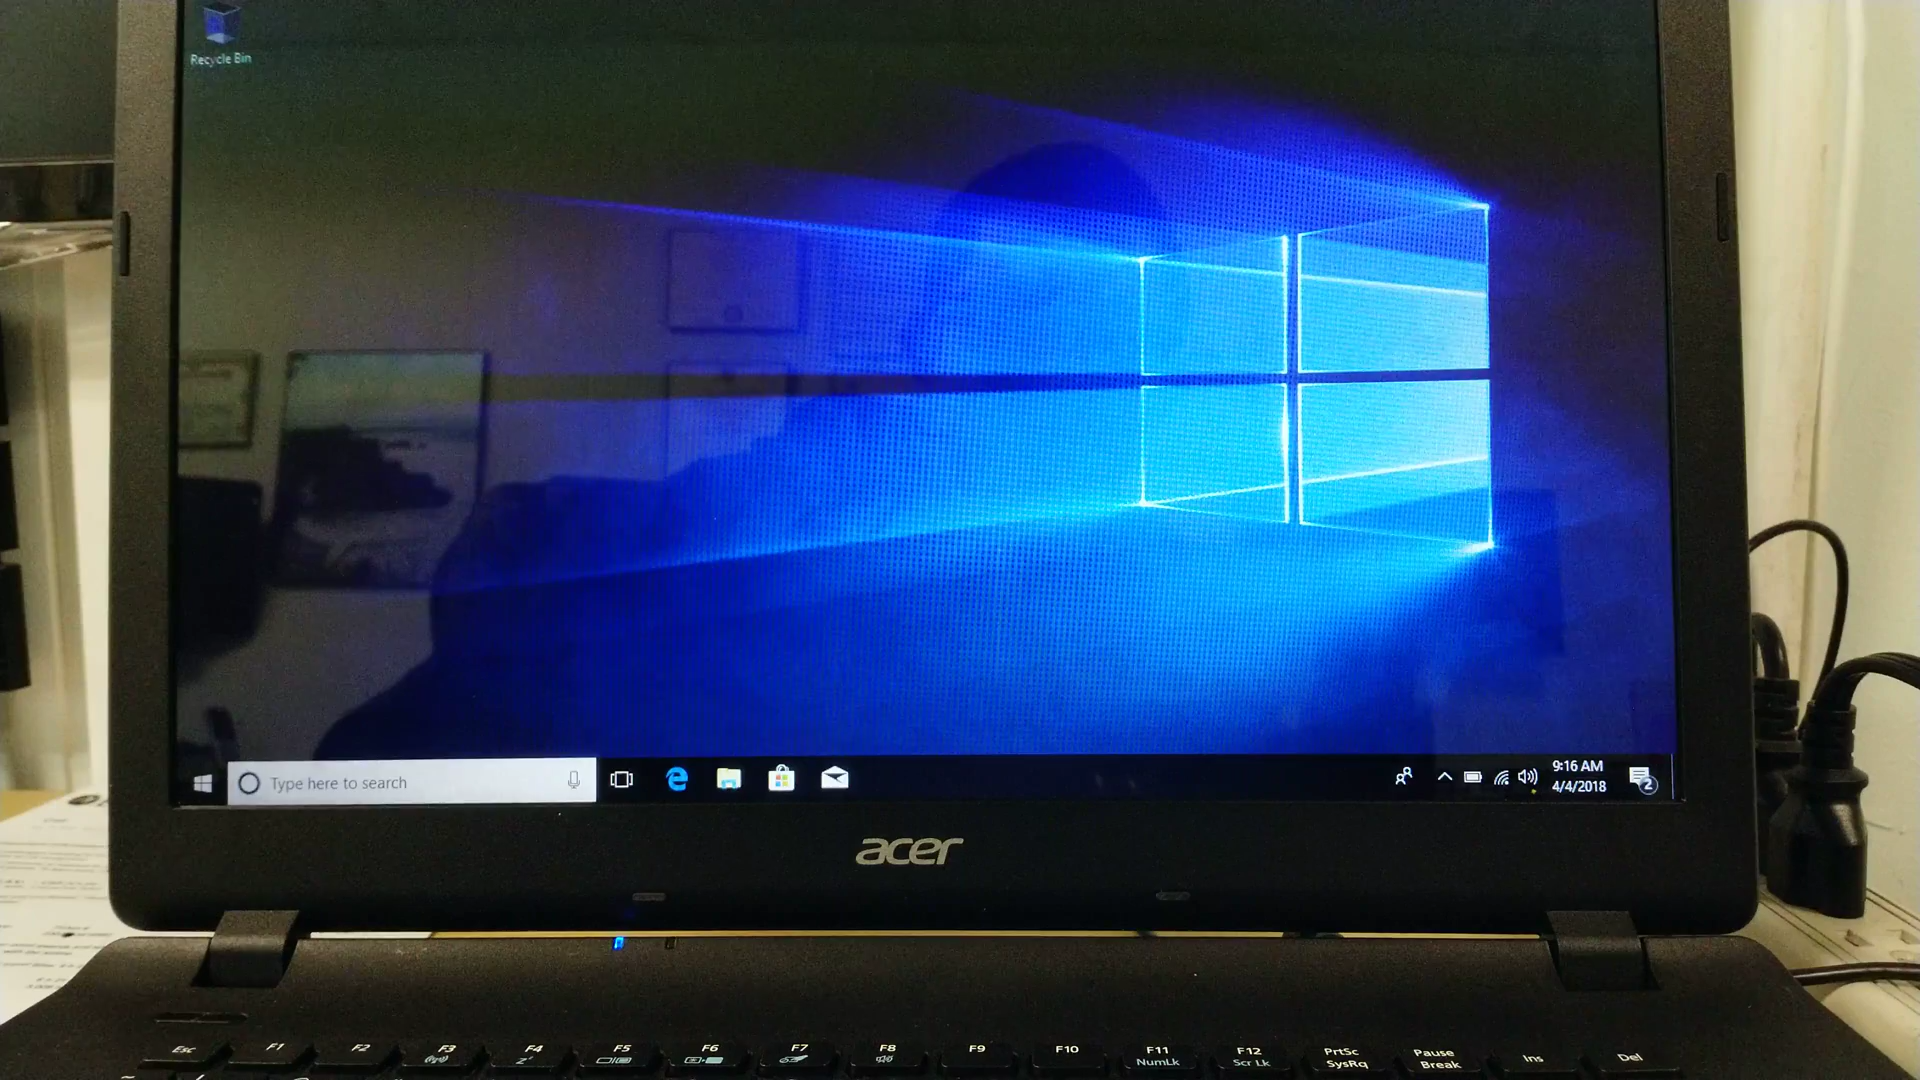 Recycle Bin
Type here to search
9:16 AM
4/4/2018
2
acer
Esc F1 F2 F3 F4 F5 F6 F7 F8 F9 F10 F11 F12 PrtSc Pause Ins Del
NumLk Scr Lk SysRq Break